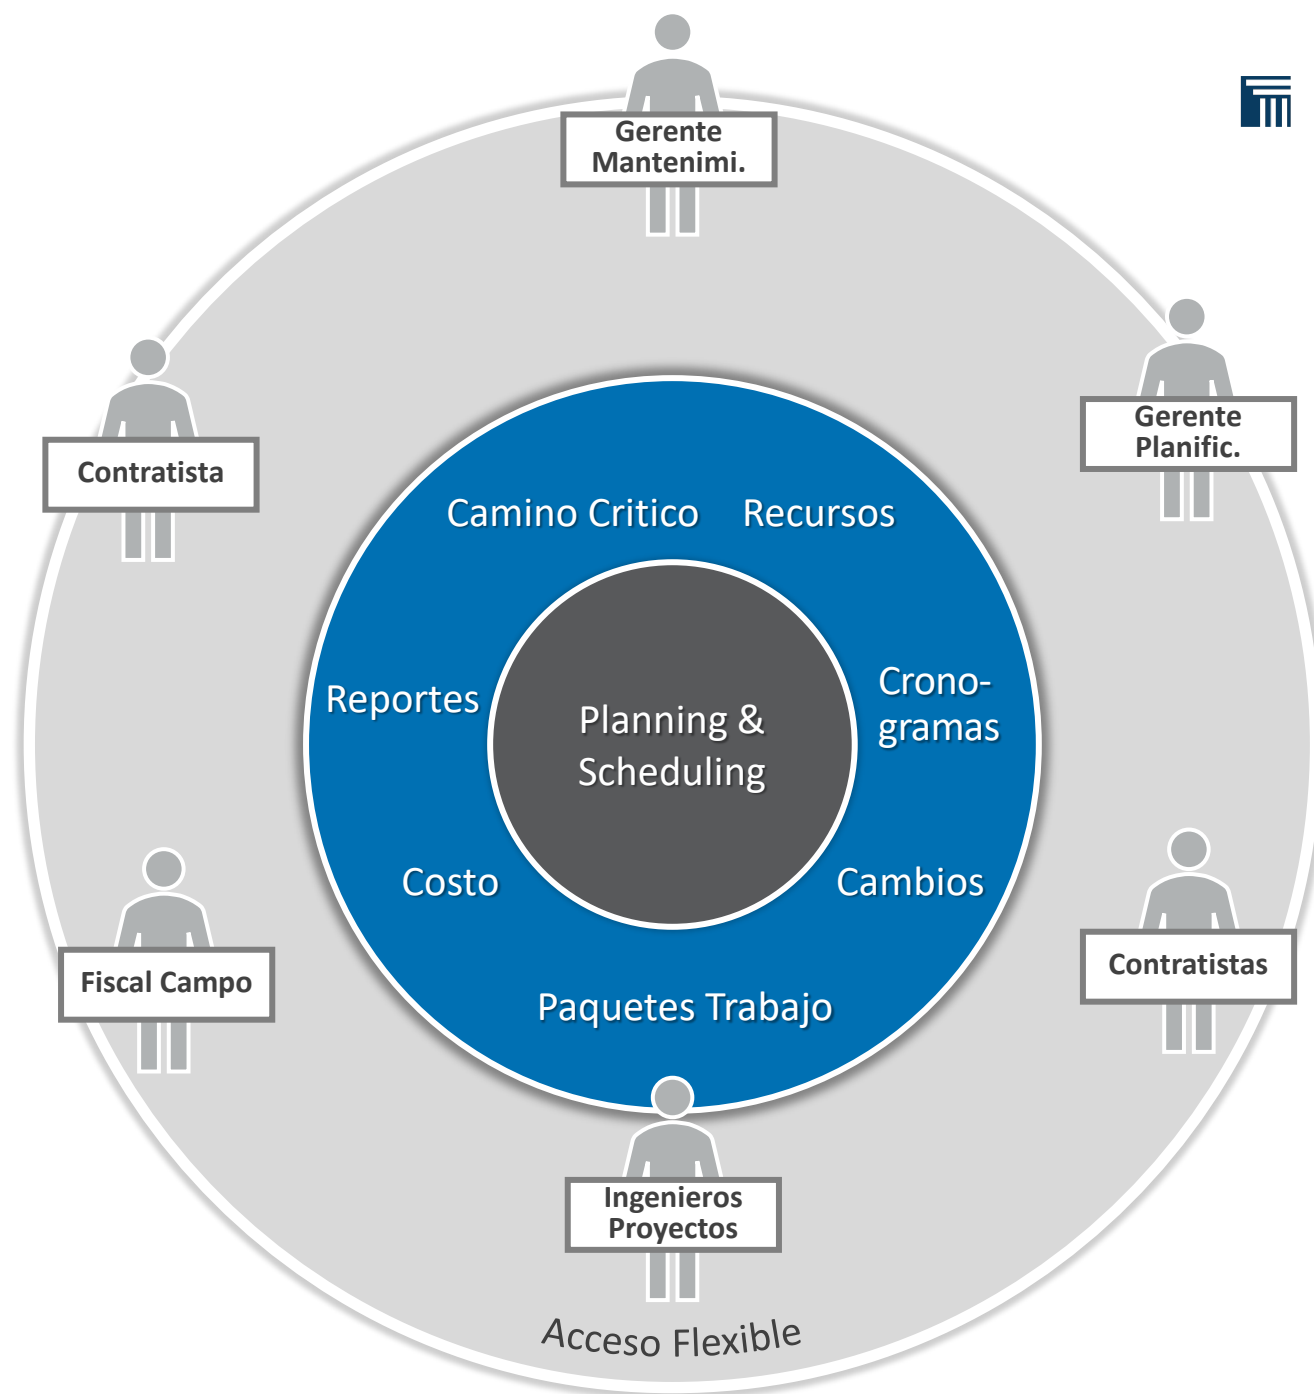 Gerente
Mantenimi.
Gerente
Planific.
Contratista
Camino Critico
Recursos
Reportes
Crono-
gramas
Planning &
Scheduling
Costo
Cambios
Contratistas
Fiscal Campo
Paquetes Trabajo
Ingenieros
Proyectos
Acceso Flexible